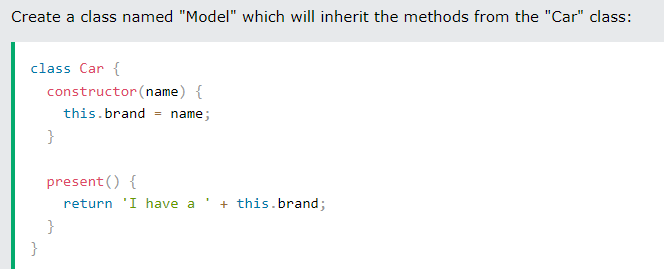 Create a class named "Model" which will inherit the methods from the "Car" class:
class Car {
  constructor(name) {
    this.brand = name;
  }
  present() {
    return 'I have a ' + this.brand;
  }
}